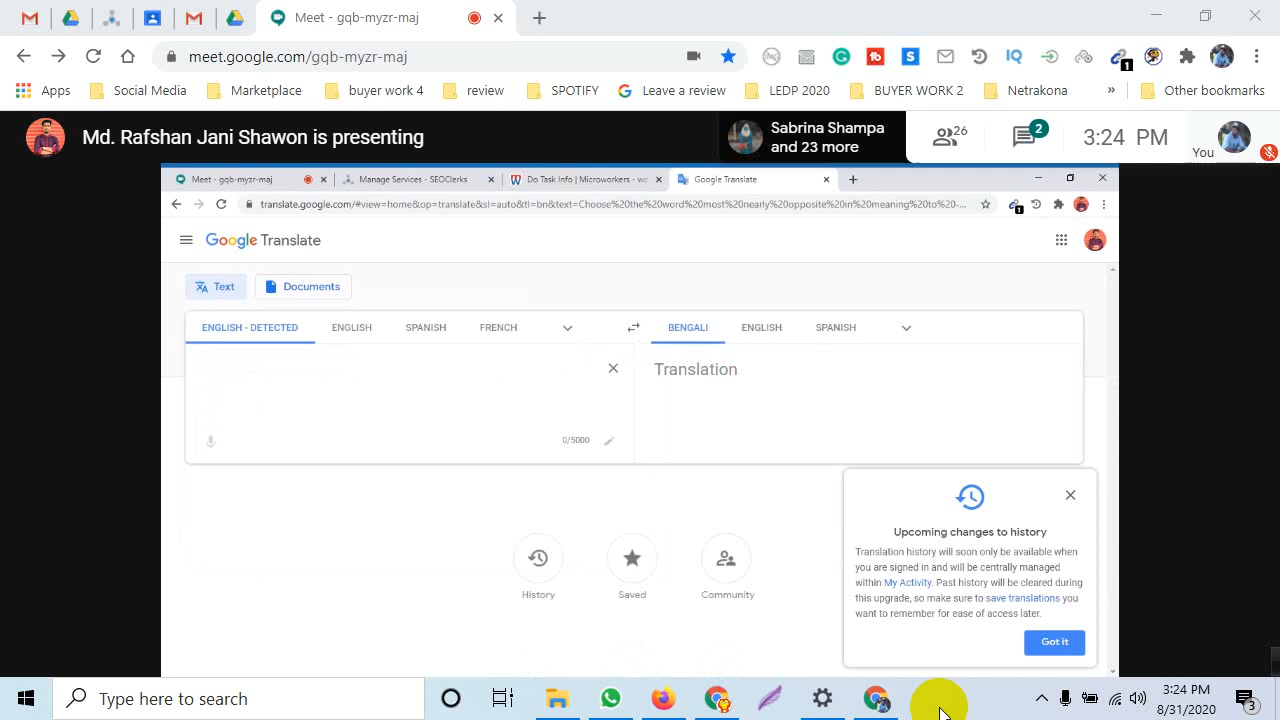 Meet - gqb-myzr-maj
meet.google.com/gqb-myzr-maj
1
Apps Social Media Marketplace buyer work 4 review SPOTIFY Leave a review LEDP 2020 BUYER WORK 2 Netrakona » Other bookmarks
Md. Rafshan Jani Shawon is presenting
Sabrina Shampa
and 23 more
26
2
3:24 PM
You
Meet - gqb-myzr-maj Manage Services - SEOClerks Do Task Info | Microworkers - wo Google Translate
translate.google.com/#view=home&op=translate&sl=auto&tl=bn&text=Choose%20the%20word%20most%20nearly%20opposite%20in%20meaning%20to%20-...
1
Google Translate
Text Documents
ENGLISH - DETECTED ENGLISH SPANISH FRENCH BENGALI ENGLISH SPANISH
Translation
0/5000
Upcoming changes to history
Translation history will soon only be available when
you are signed in and will be centrally managed
within My Activity. Past history will be cleared during
this upgrade, so make sure to save translations you
want to remember for ease of access later.
Got it
History Saved Community
Type here to search
3:24 PM
8/31/2020
3